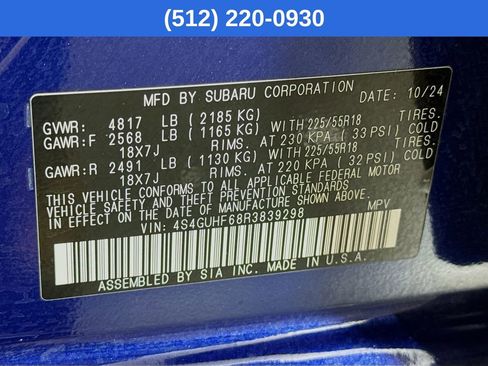 (512) 220-0930
MFD BY SUBARU CORPORATION DATE: 10/24
GVWR: 4817 LB (2185 KG)
GAWR:F 2568 LB (1165 KG) WITH 225/55R18 TIRES.
18X7J RIMS. AT 230 KPA (33 PSI) COLD
GAWR:R 2491 LB (1130 KG) WITH 225/55R18 TIRES.
18X7J RIMS. AT 220 KPA (32 PSI) COLD
THIS VEHICLE CONFORMS TO ALL APPLICABLE FEDERAL MOTOR
VEHICLE SAFETY AND THEFT PREVENTION STANDARDS
IN EFFECT ON THE DATE OF MANUFACTURE SHOWN ABOVE.
VIN: 4S4GUHF68R3839298 MPV
ASSEMBLED BY SIA INC. MADE IN U.S.A.